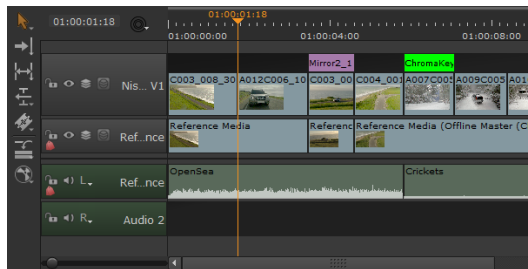 01:00:01:18
01:00:01:18
01:00:00:00 01:00:04:00 01:00:08:00
Mirror2_1 ChromaKey
C003_008_30 A012C006_10 C003_00 C004_001 A007C005 A009C005 A01
Nis... V1
Reference Media Referenc Reference Media (Offline Master (C
Ref...nce
OpenSea Crickets
L Ref...nce
R Audio 2